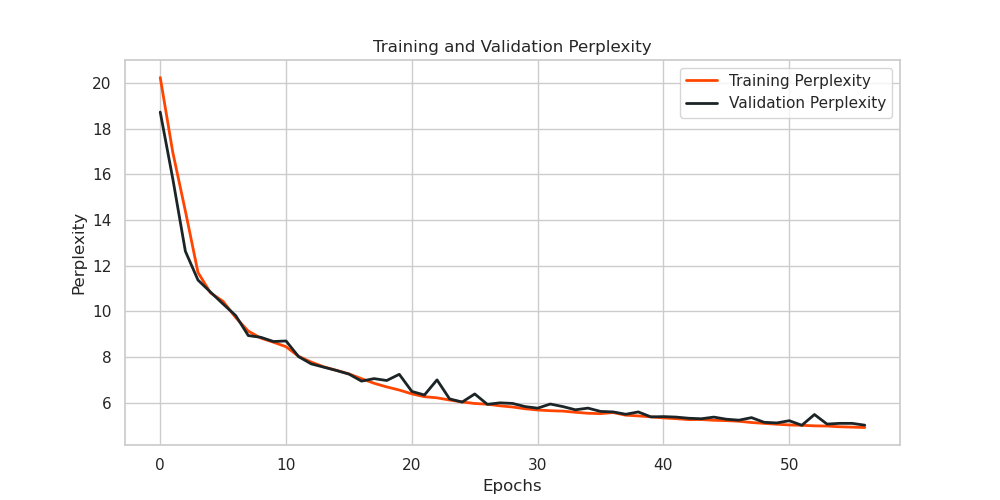 Training and Validation Perplexity
Training Perplexity
Validation Perplexity
Perplexity
20
18
16
14
12
10
8
6
0 10 20 30 40 50
Epochs